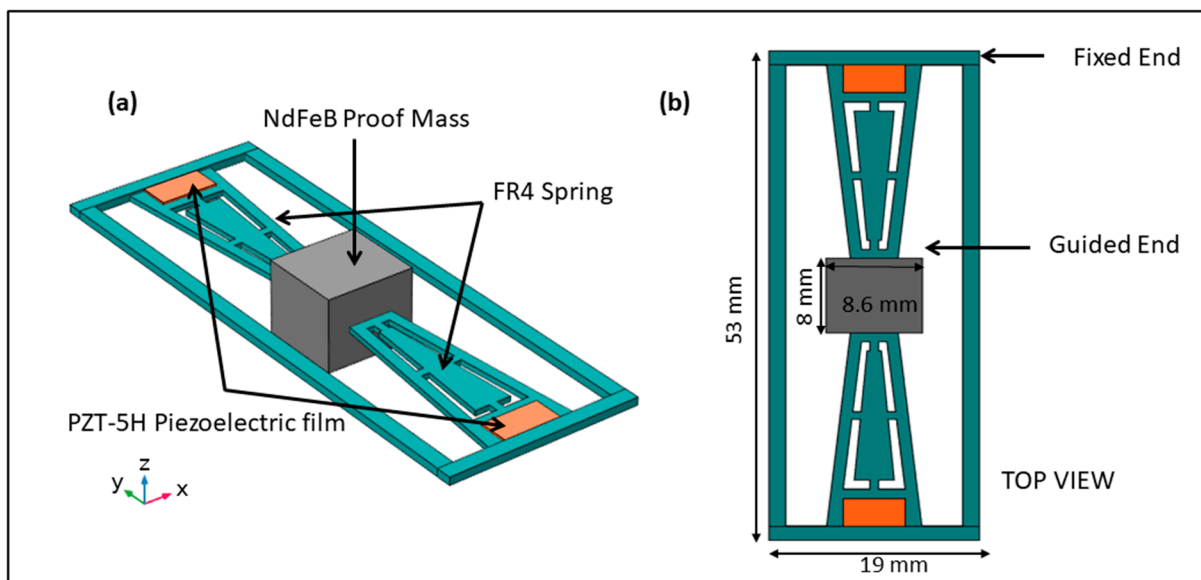 (a)
NdFeB Proof Mass
FR4 Spring
PZT-5H Piezoelectric film
z
y
x
(b)
Fixed End
Guided End
53 mm
8 mm
8.6 mm
TOP VIEW
19 mm